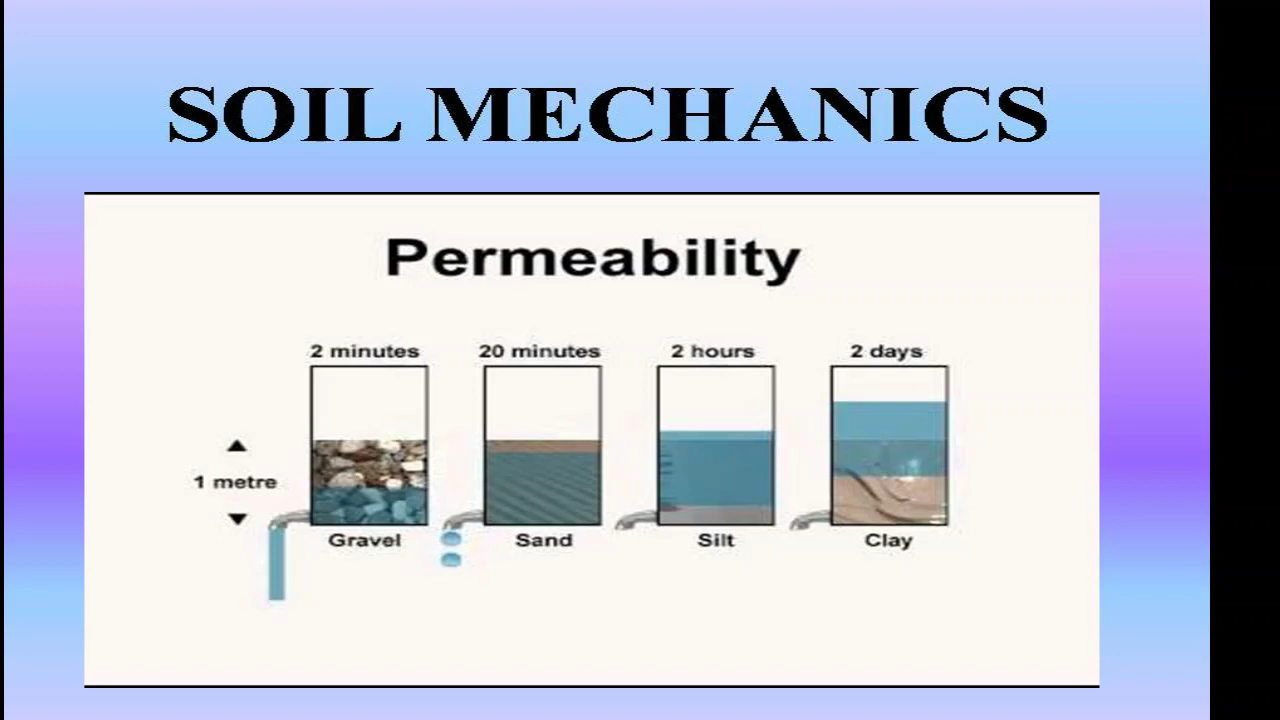 SOIL MECHANICS
Permeability
2 minutes
20 minutes
2 hours
2 days
1 metre
Gravel
Sand
Silt
Clay